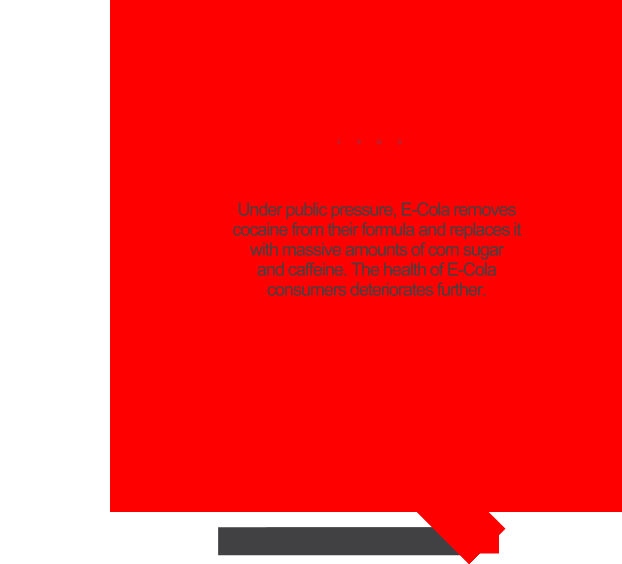 Under public pressure, E-Cola removes
cocaine from their formula and replaces it
with massive amounts of corn sugar
and caffeine. The health of E-Cola
consumers deteriorates further.